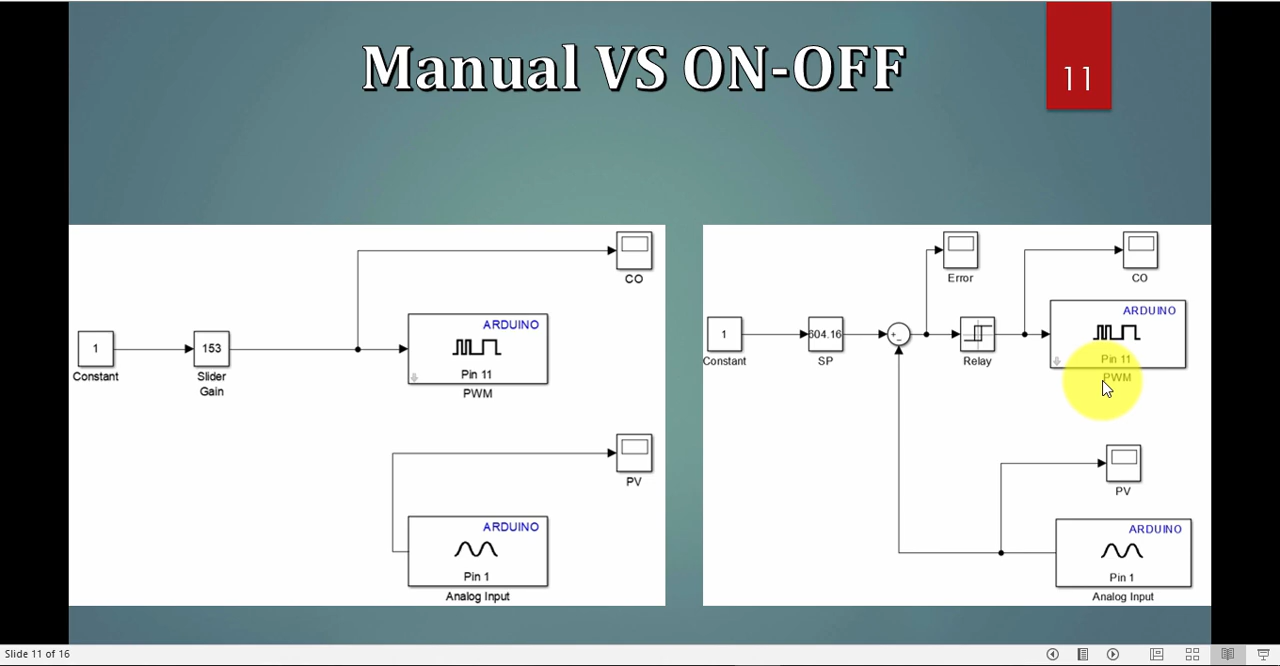 Manual VS ON-OFF
11
CO
ARDUINO
1
153
Pin 11
Constant
Slider
Gain
PWM
PV
ARDUINO
Pin 1
Analog Input
Error
CO
ARDUINO
1
604.16
+
-
Pin 11
Constant
SP
Relay
PWM
PV
ARDUINO
Pin 1
Analog Input
Slide 11 of 16